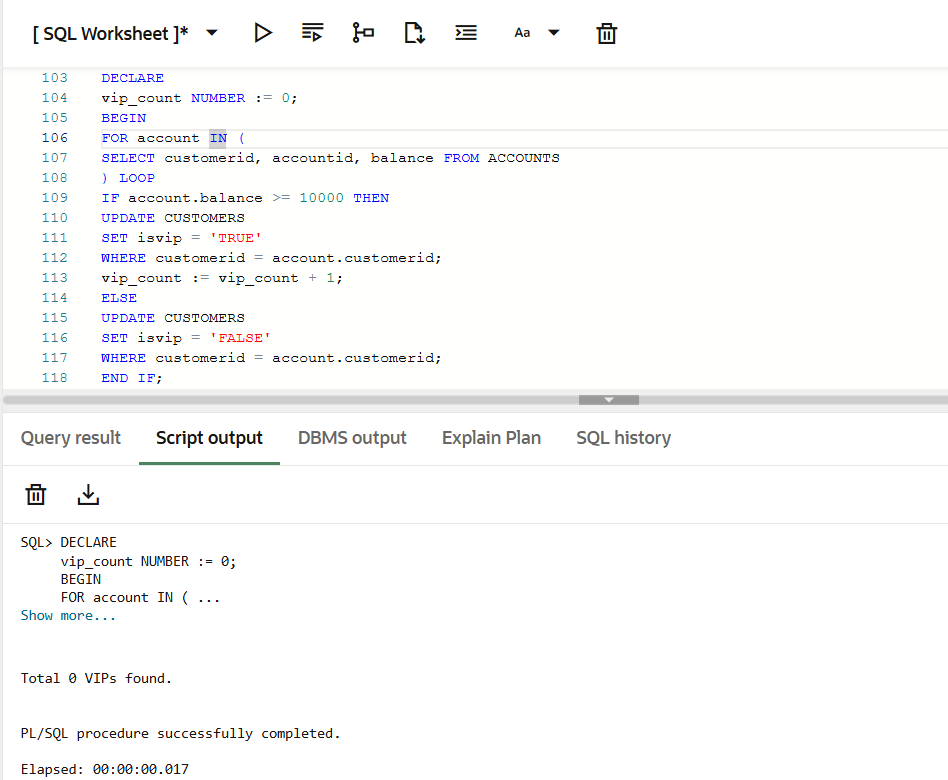 [ SQL Worksheet ]*
Aa
103 DECLARE
104 vip_count NUMBER := 0;
105 BEGIN
106 FOR account IN (
107 SELECT customerid, accountid, balance FROM ACCOUNTS
108 ) LOOP
109 IF account.balance >= 10000 THEN
110 UPDATE CUSTOMERS
111 SET isvip = 'TRUE'
112 WHERE customerid = account.customerid;
113 vip_count := vip_count + 1;
114 ELSE
115 UPDATE CUSTOMERS
116 SET isvip = 'FALSE'
117 WHERE customerid = account.customerid;
118 END IF;
Query result Script output DBMS output Explain Plan SQL history
SQL> DECLARE
vip_count NUMBER := 0;
BEGIN
FOR account IN ( ...
Show more...
Total 0 VIPs found.
PL/SQL procedure successfully completed.
Elapsed: 00:00:00.017